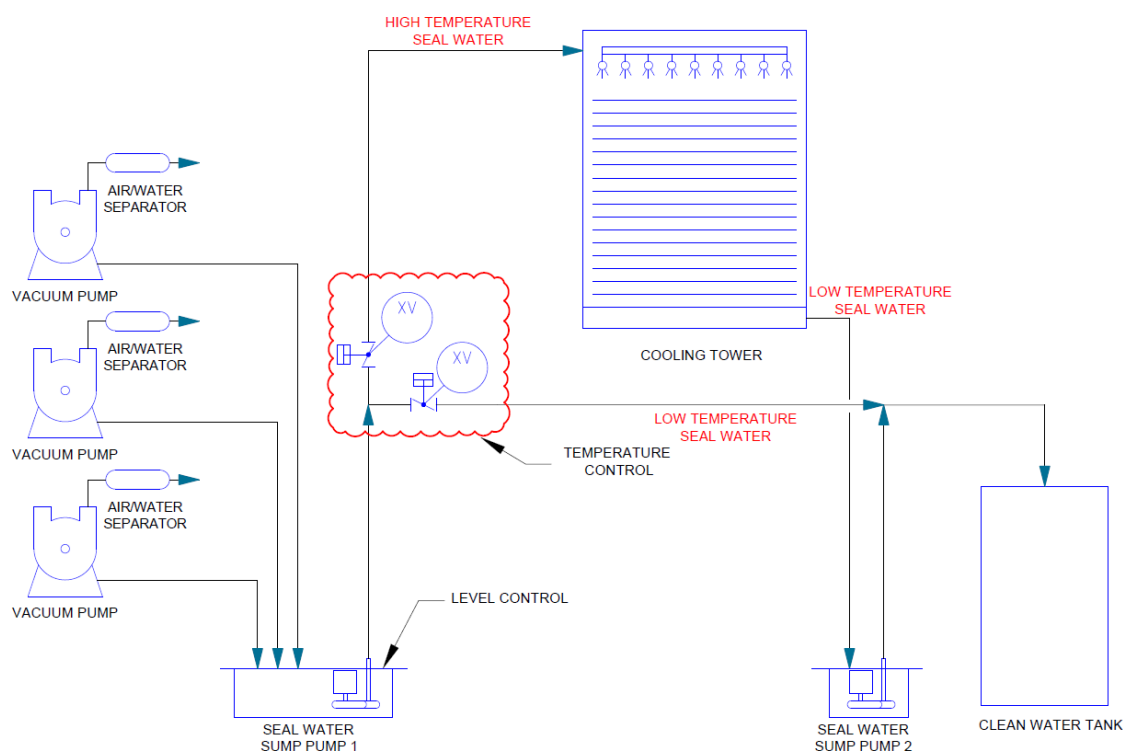 HIGH TEMPERATURE
SEAL WATER
AIR/WATER
SEPARATOR
VACUUM PUMP
XV
XV
LOW TEMPERATURE
SEAL WATER
COOLING TOWER
AIR/WATER
SEPARATOR
VACUUM PUMP
LOW TEMPERATURE
SEAL WATER
TEMPERATURE
CONTROL
AIR/WATER
SEPARATOR
VACUUM PUMP
LEVEL CONTROL
SEAL WATER
SUMP PUMP 1
SEAL WATER
SUMP PUMP 2
CLEAN WATER TANK